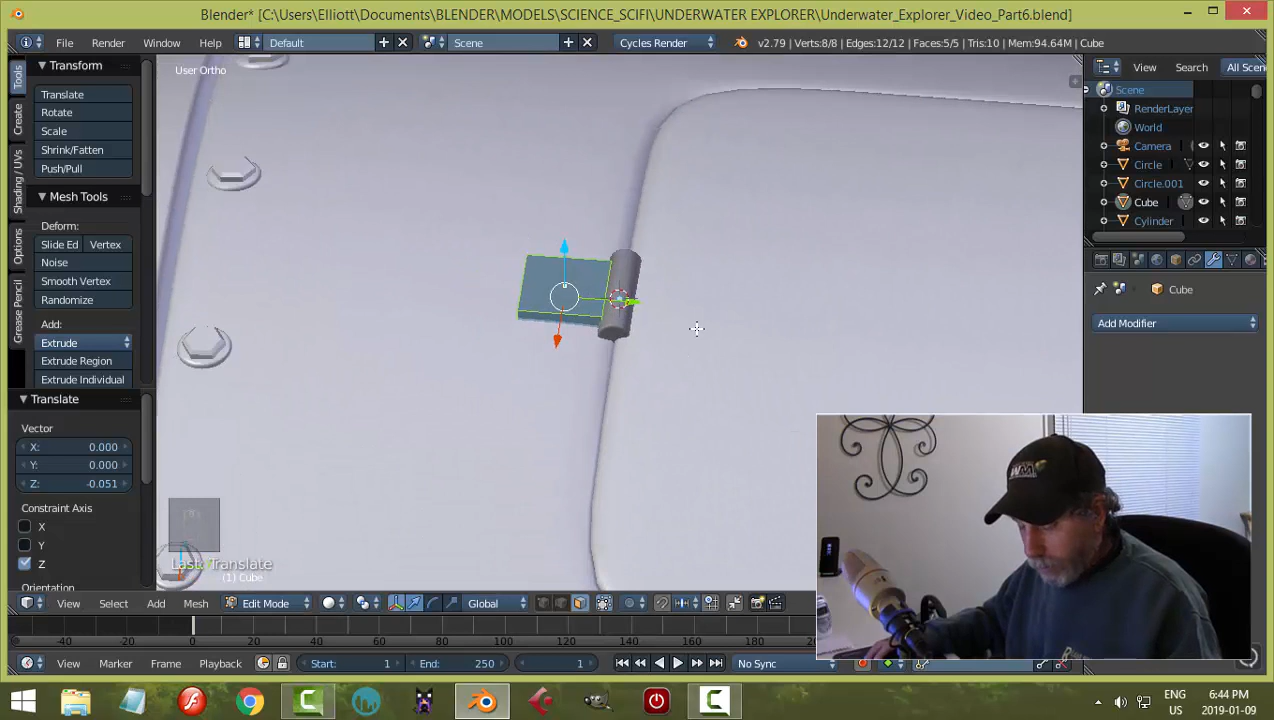 Blender* [C:\Users\Elliott\Documents\BLENDER\MODELS\SCIENCE_SCIFI\UNDERWATER EXPLORER\Underwater_Explorer_Video_Part6.blend]
File Render Window Help Default Scene Cycles Render v2.79 | Verts:8/8 | Edges:12/12 | Faces:5/5 | Tris:10 | Mem:94.64M | Cube
Transform
Translate
Rotate
Scale
Shrink/Fatten
Push/Pull
Mesh Tools
Deform:
Slide Ed Vertex
Noise
Smooth Vertex
Randomize
Add:
Extrude
Extrude Region
Extrude Individual
Tools
Create
Shading / UVs
Options
Grease Pencil
Translate
Vector
X: 0.000
Y: 0.000
Z: -0.051
Constraint Axis
X
Y
Z
Orientation
User Ortho
Last: Translate
(1) Cube
View Search All Scen
Scene
RenderLayer
World
Camera
Circle
Circle.001
Cube
Cylinder
Cube
Add Modifier
View Select Add Mesh Edit Mode Global
-40 -20 0 20 40 60 80 100 120 140 160
View Marker Frame Playback Start: 1 End: 250 1 No Sync
ENG 6:44 PM
US 2019-01-09